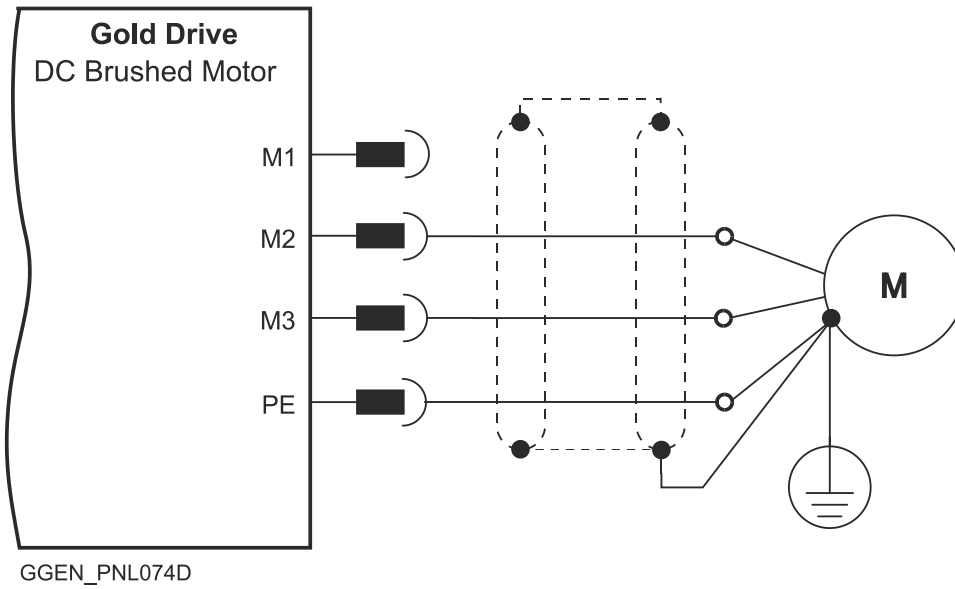 Gold Drive
DC Brushed Motor
M1
M2
M3
PE
M
GGEN_PNL074D